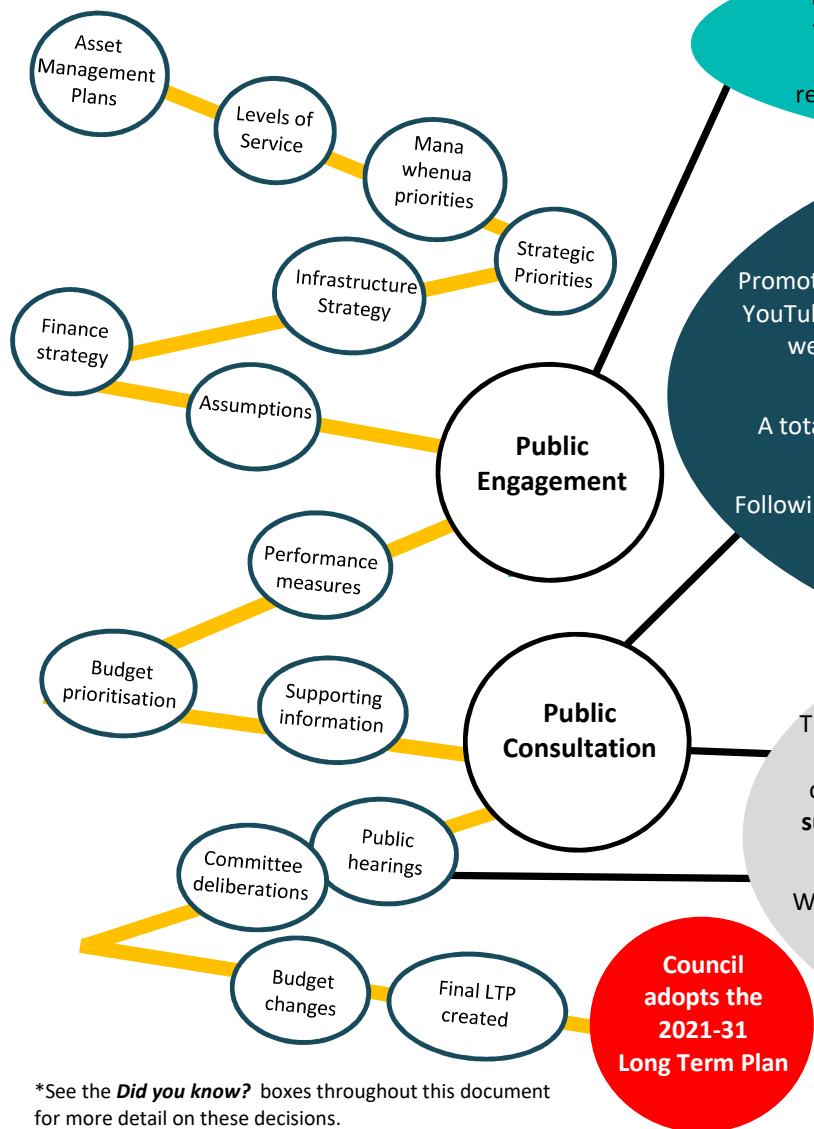 Asset
Management
Plans
Levels of
Service
Mana
whenua
priorities
Strategic
Priorities
Infrastructure
Strategy
Finance
strategy
Assumptions
Public
Engagement
Performance
measures
Budget
prioritisation
Supporting
information
Public
Consultation
Public
hearings
Committee
deliberations
Budget
changes
Final LTP
created
Council
adopts the
2021-31
Long Term Plan
we
A tota
*See the Did you know? boxes throughout this document
for more detail on these decisions.